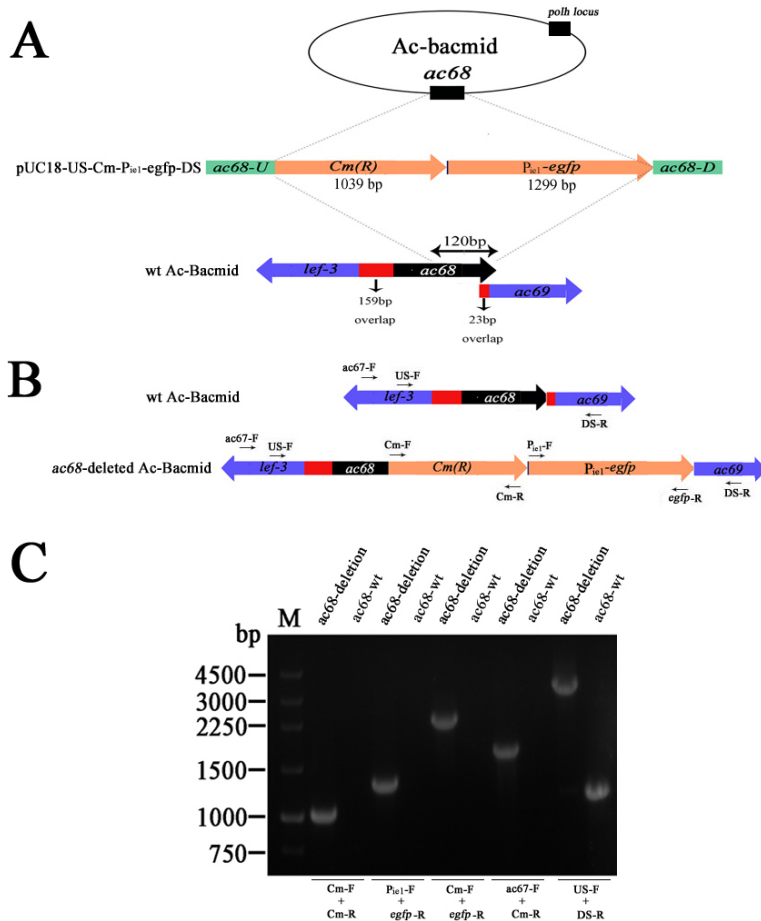 A
polh locus
Ac-bacmid
ac68
pUC18-US-Cm-Pie1-egfp-DS
ac68-U
Cm(R)
Pie1-egfp
ac68-D
1039 bp
1299 bp
120bp
wt Ac-Bacmid
lef-3
ac68
ac69
159bp
overlap
23bp
overlap
B
ac67-F
US-F
wt Ac-Bacmid
lef-3
ac68
ac69
DS-R
ac67-F
US-F
Cm-F
Pie1-F
ac68-deleted Ac-Bacmid
lef-3
ac68
Cm(R)
Pie1-egfp
ac69
Cm-R
egfp-R
DS-R
C
ac68-deletion
ac68-wt
ac68-deletion
ac68-wt
ac68-deletion
ac68-wt
ac68-deletion
ac68-wt
ac68-deletion
ac68-wt
M
bp
4500
3000
2250
1500
1000
750
Cm-F + Cm-R
Pie1-F + egfp-R
Cm-F + egfp-R
ac67-F + Cm-R
US-F + DS-R